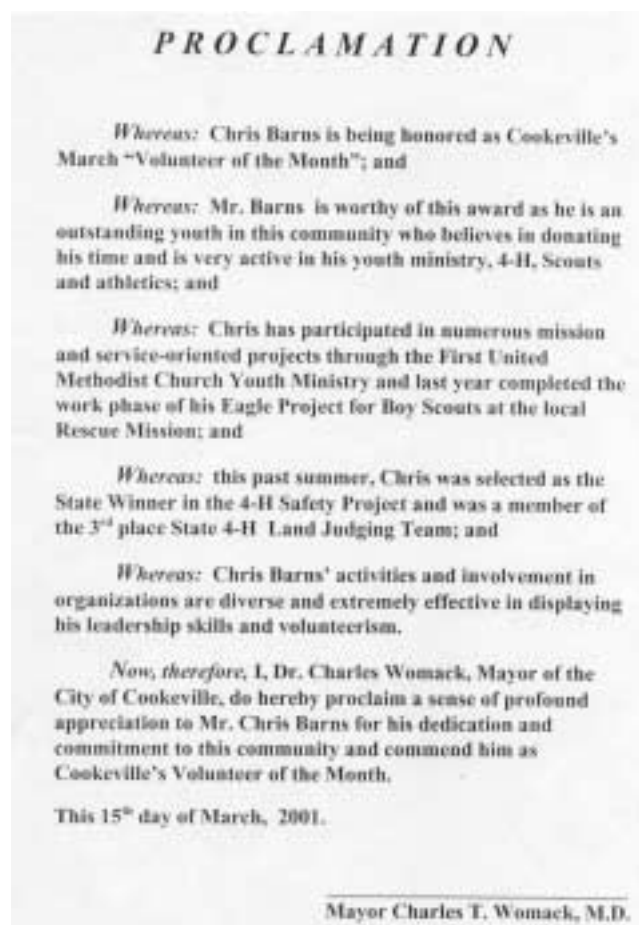 PROCLAMATION
Whereas: Chris Barns is being honored as Cookeville's
March "Volunteer of the Month"; and
Whereas: Mr. Barns is worthy of this award as he is an
outstanding youth in this community who believes in donating
his time and is very active in his youth ministry, 4-H, Scouts
and athletics; and
Whereas: Chris has participated in numerous mission
and service-oriented projects through the First United
Methodist Church Youth Ministry and last year completed the
work phase of his Eagle Project for Boy Scouts at the local
Rescue Mission; and
Whereas: this past summer, Chris was selected as the
State Winner in the 4-H Safety Project and was a member of
the 3rd place State 4-H Land Judging Team; and
Whereas: Chris Barns' activities and involvement in
organizations are diverse and extremely effective in displaying
his leadership skills and volunteerism.
Now, therefore, I, Dr. Charles Womack, Mayor of the
City of Cookeville, do hereby proclaim a sense of profound
appreciation to Mr. Chris Barns for his dedication and
commitment to this community and commend him as
Cookeville's Volunteer of the Month.
This 15th day of March, 2001.
Mayor Charles T. Womack, M.D.